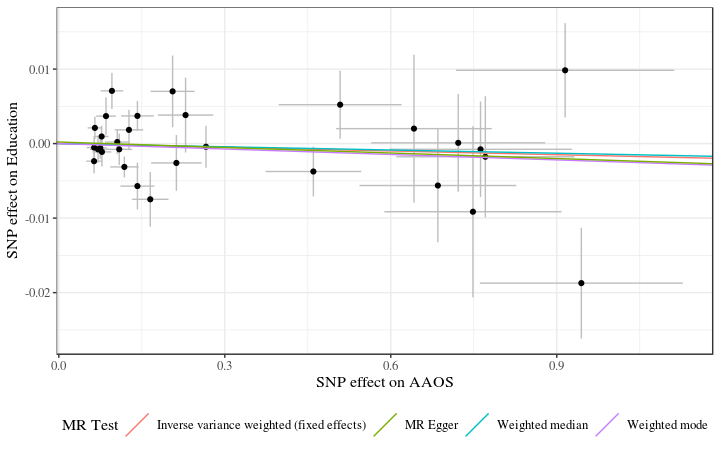 0.01
0.00
-0.01
-0.02
SNP effect on Education
0.0 0.3 0.6 0.9
SNP effect on AAOS
MR Test Inverse variance weighted (fixed effects) MR Egger Weighted median Weighted mode